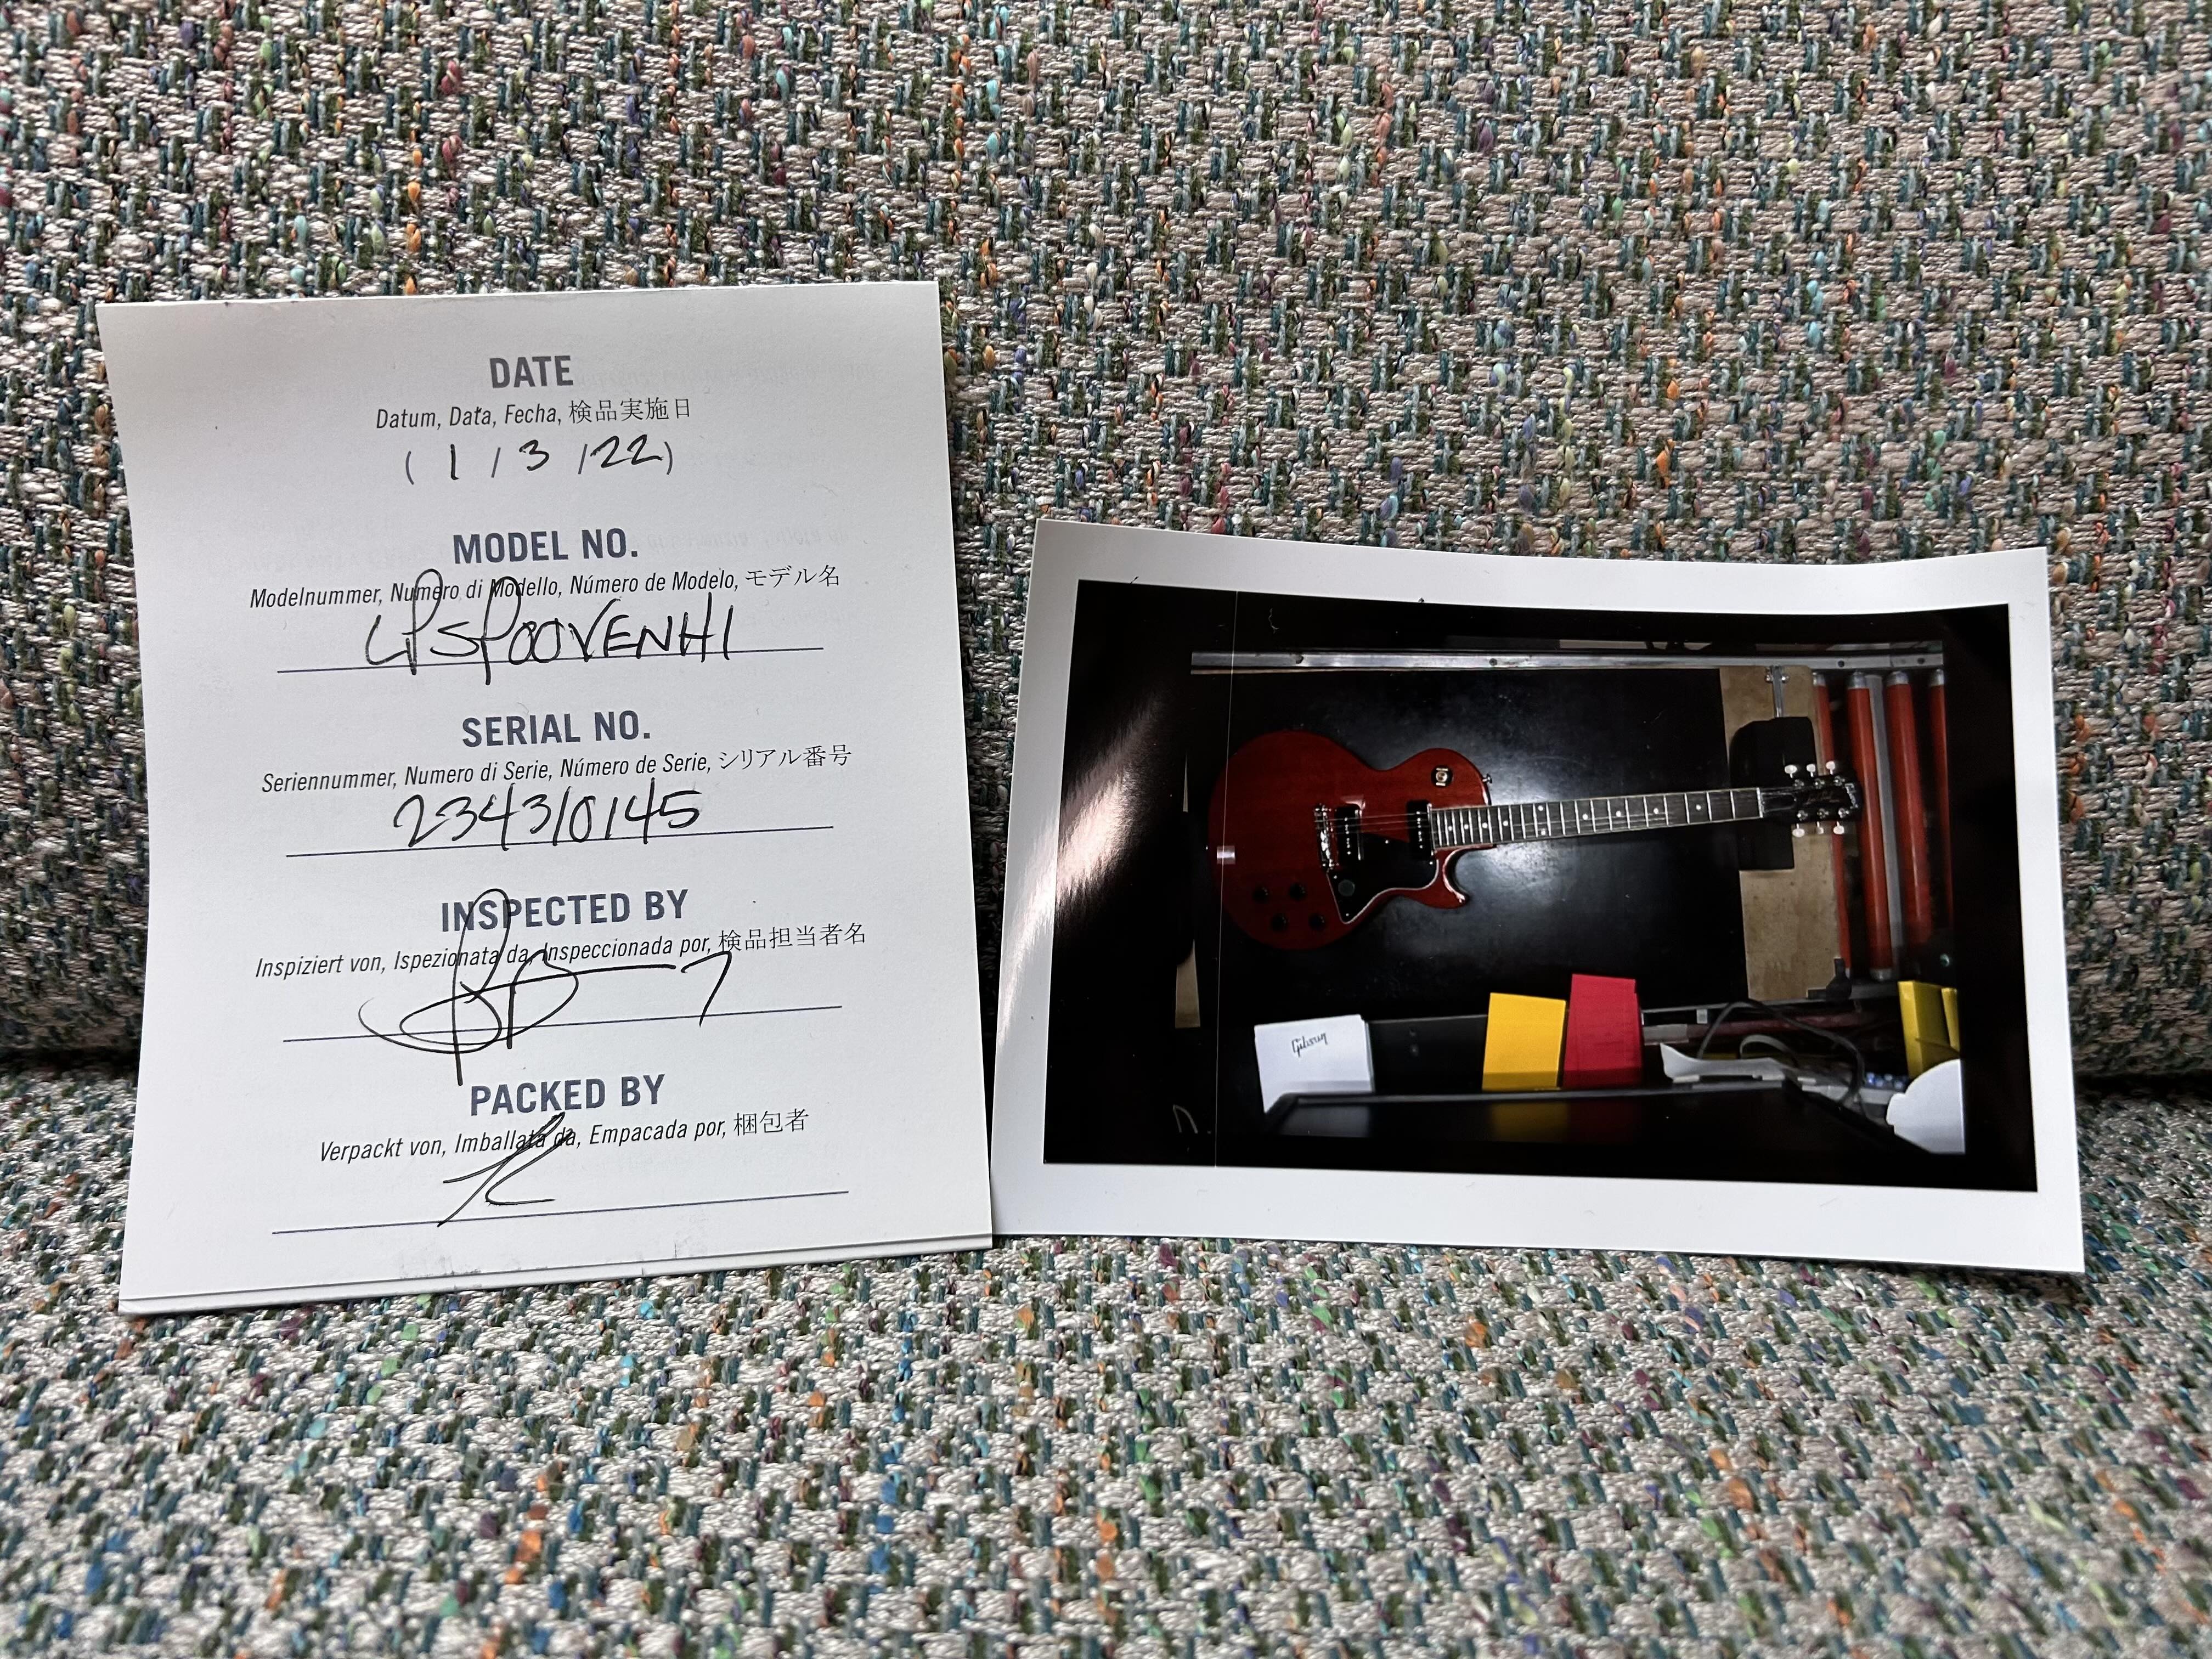 DATE
Datum, Data, Fecha, 検品実施日
( 1 / 3 /22)
MODEL NO.
Modelnummer, Numero di Modello, Número de Modelo, モデル名
LPSP00VENH1
SERIAL NO.
Seriennummer, Numero di Serie, Número de Serie, シリアル番号
234310145
INSPECTED BY
Inspiziert von, Ispezionata da, Inspeccionada por, 検品担当者名
PACKED BY
Verpackt von, Imballata da, Empacada por, 梱包者
Gibson